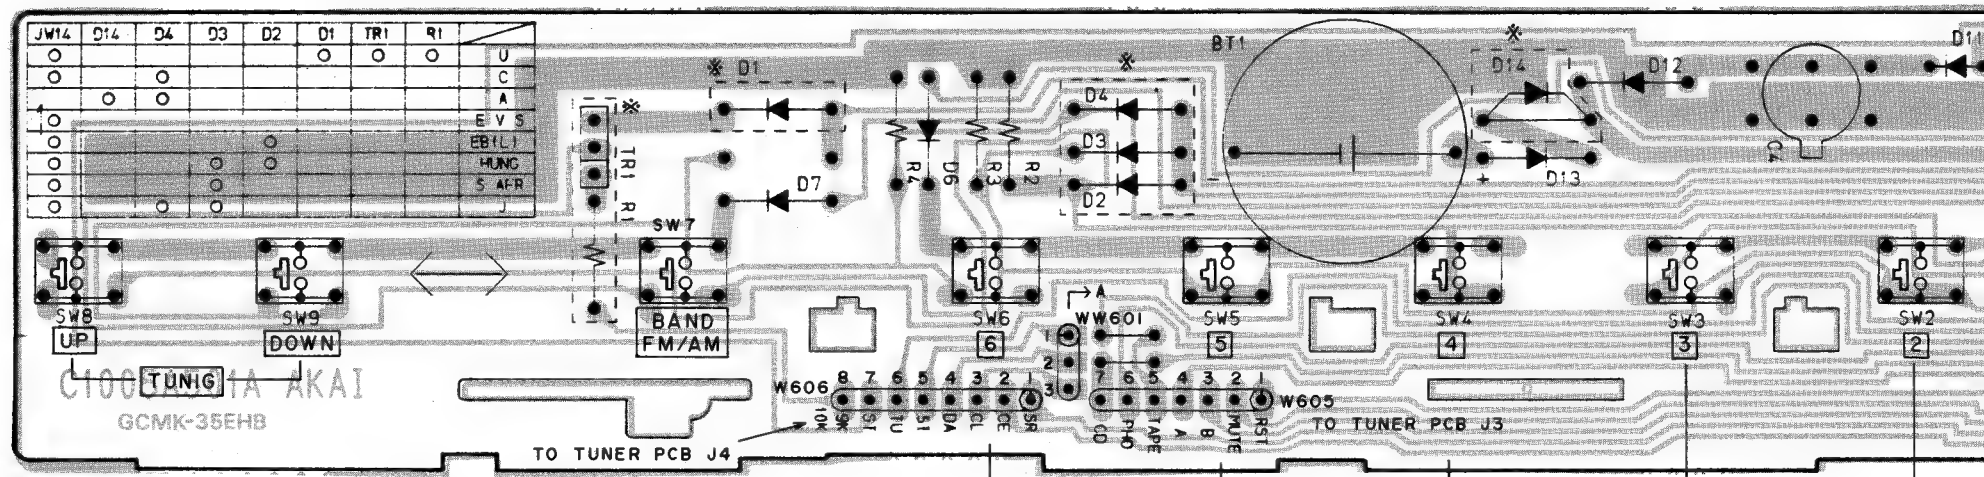 JW14 D14 D4 D3 D2 D1 TR1 R1
U
C
A
E V S
EB(L)
HUNG
S AFR
J
※ D1
※
TR1
R1
D7
R4
D6
R3
R2
※
D4
D3
D2
BT1
※
D14
D12
D13
+
C4
D11
SW8
UP
SW9
DOWN
TUNIG
SW7
BAND
FM/AM
SW6
6
SW5
5
SW4
4
SW3
3
SW2
2
A
WW601
1
2
3
W606
8 7 6 5 4 3 2 1
10K
9K
ST
TU
S1
DA
CL
CE
SR
7 6 5 4 3 2 1
W605
CD
PHO
TAPE
A
B
MUTE
RST
TO TUNER PCB J4
TO TUNER PCB J3
AKAI
GCMK-35EHB